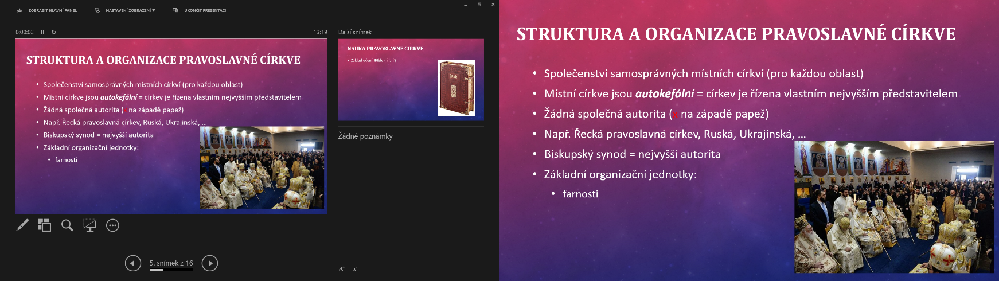 ZOBRAZIT HLAVNÍ PANEL
NASTAVENÍ ZOBRAZENÍ ▼
UKONČIT PREZENTACI
0:00:03
13:19
STRUKTURA A ORGANIZACE PRAVOSLAVNÉ CÍRKVE
• Společenství samosprávných místních církví (pro každou oblast)
• Místní církve jsou autokefální = církev je řízena vlastním nejvyšším představitelem
• Žádná společná autorita (x na západě papež)
• Např. Řecká pravoslavná církev, Ruská, Ukrajinská, ...
• Biskupský synod = nejvyšší autorita
• Základní organizační jednotky:
• farnosti
5. snímek z 16
Další snímek
NAUKA PRAVOSLAVNÉ CÍRKVE
• Základ učení: Bible (? a ?)
Bible
Žádné poznámky
A A
STRUKTURA A ORGANIZACE PRAVOSLAVNÉ CÍRKVE
• Společenství samosprávných místních církví (pro každou oblast)
• Místní církve jsou autokefální = církev je řízena vlastním nejvyšším představitelem
• Žádná společná autorita (x na západě papež)
• Např. Řecká pravoslavná církev, Ruská, Ukrajinská, ...
• Biskupský synod = nejvyšší autorita
• Základní organizační jednotky:
• farnosti